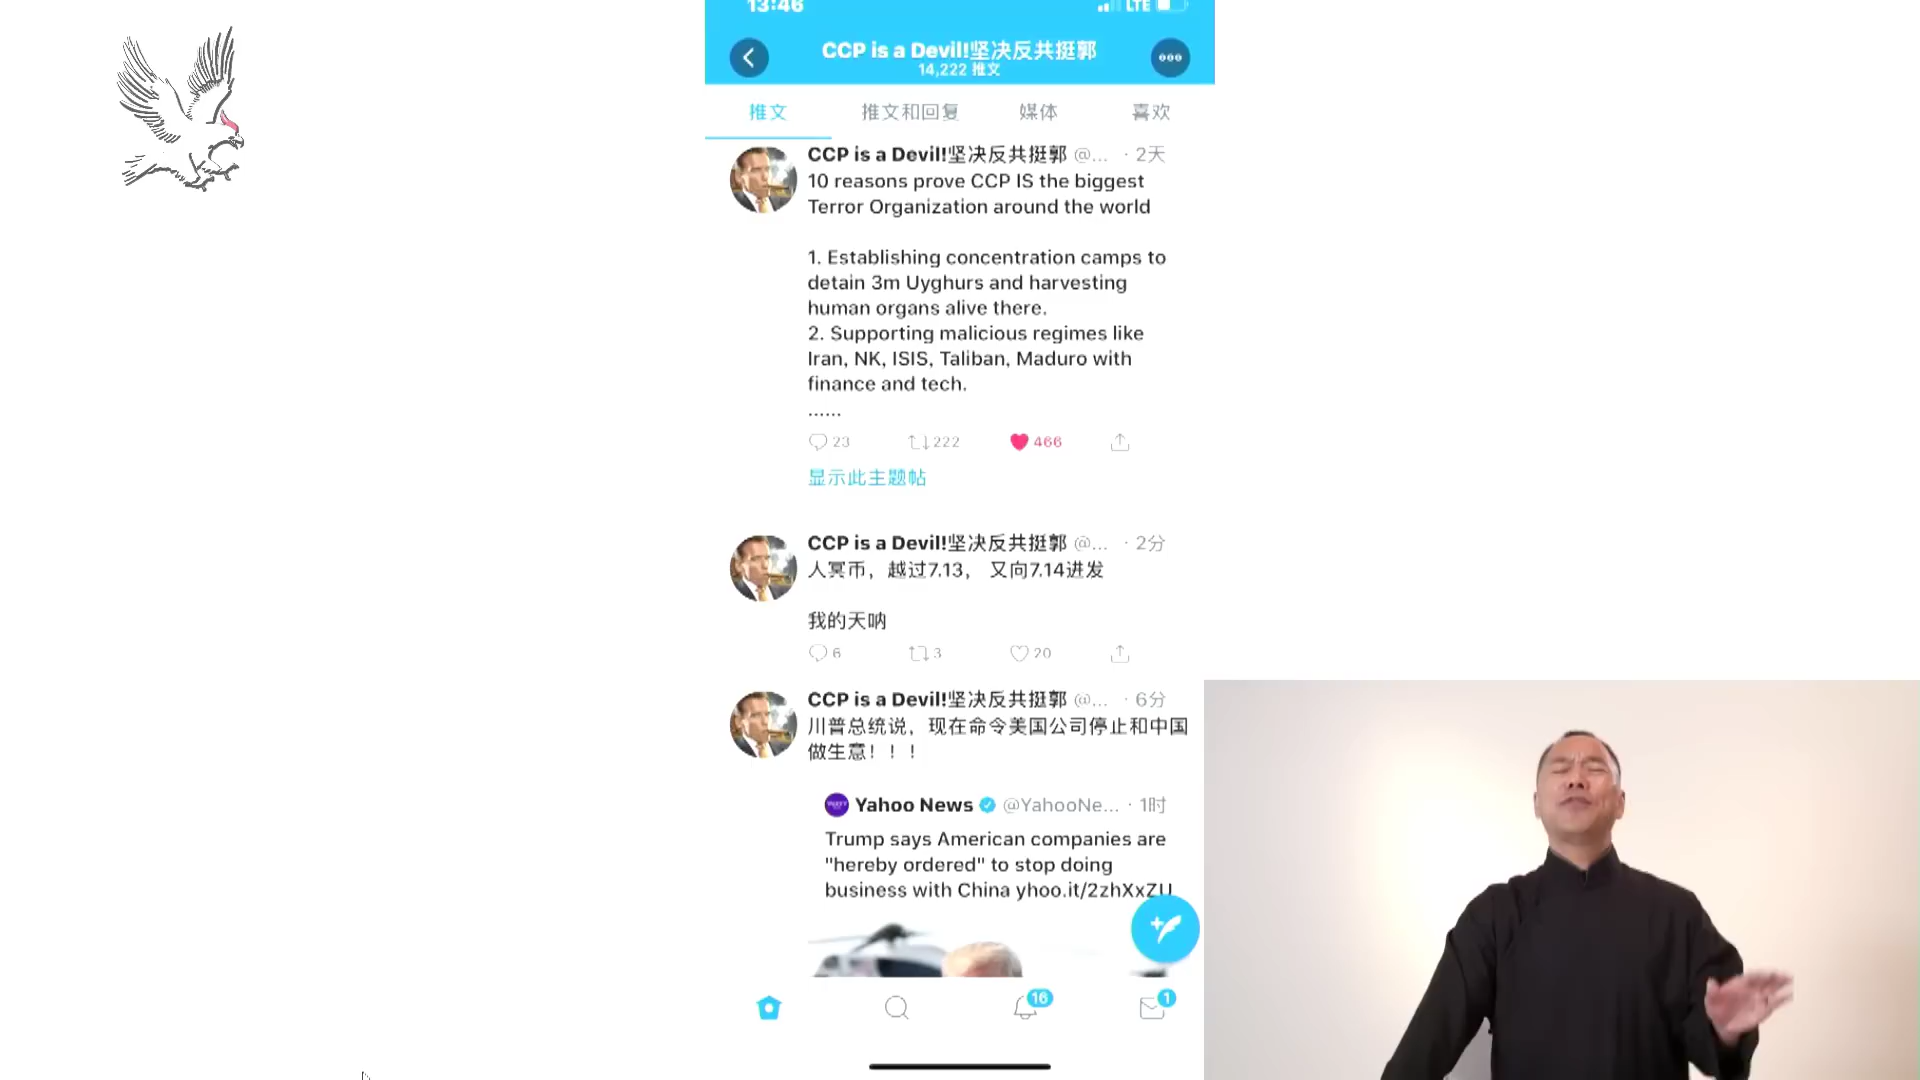 13:46
LTE
CCP is a Devil!坚决反共挺郭
14,222 推文
推文 推文和回复 媒体 喜欢
CCP is a Devil!坚决反共挺郭 @... · 2天
10 reasons prove CCP IS the biggest
Terror Organization around the world
1. Establishing concentration camps to
detain 3m Uyghurs and harvesting
human organs alive there.
2. Supporting malicious regimes like
Iran, NK, ISIS, Taliban, Maduro with
finance and tech.
......
23 222 466
显示此主题帖
CCP is a Devil!坚决反共挺郭 @... · 2分
人冥币，越过7.13， 又向7.14进发
我的天呐
6 3 20
CCP is a Devil!坚决反共挺郭 @... · 6分
川普总统说，现在命令美国公司停止和中国
做生意！！！
Yahoo News @YahooNe... · 1时
Trump says American companies are
"hereby ordered" to stop doing
business with China yhoo.it/2zhXxZU
16 1